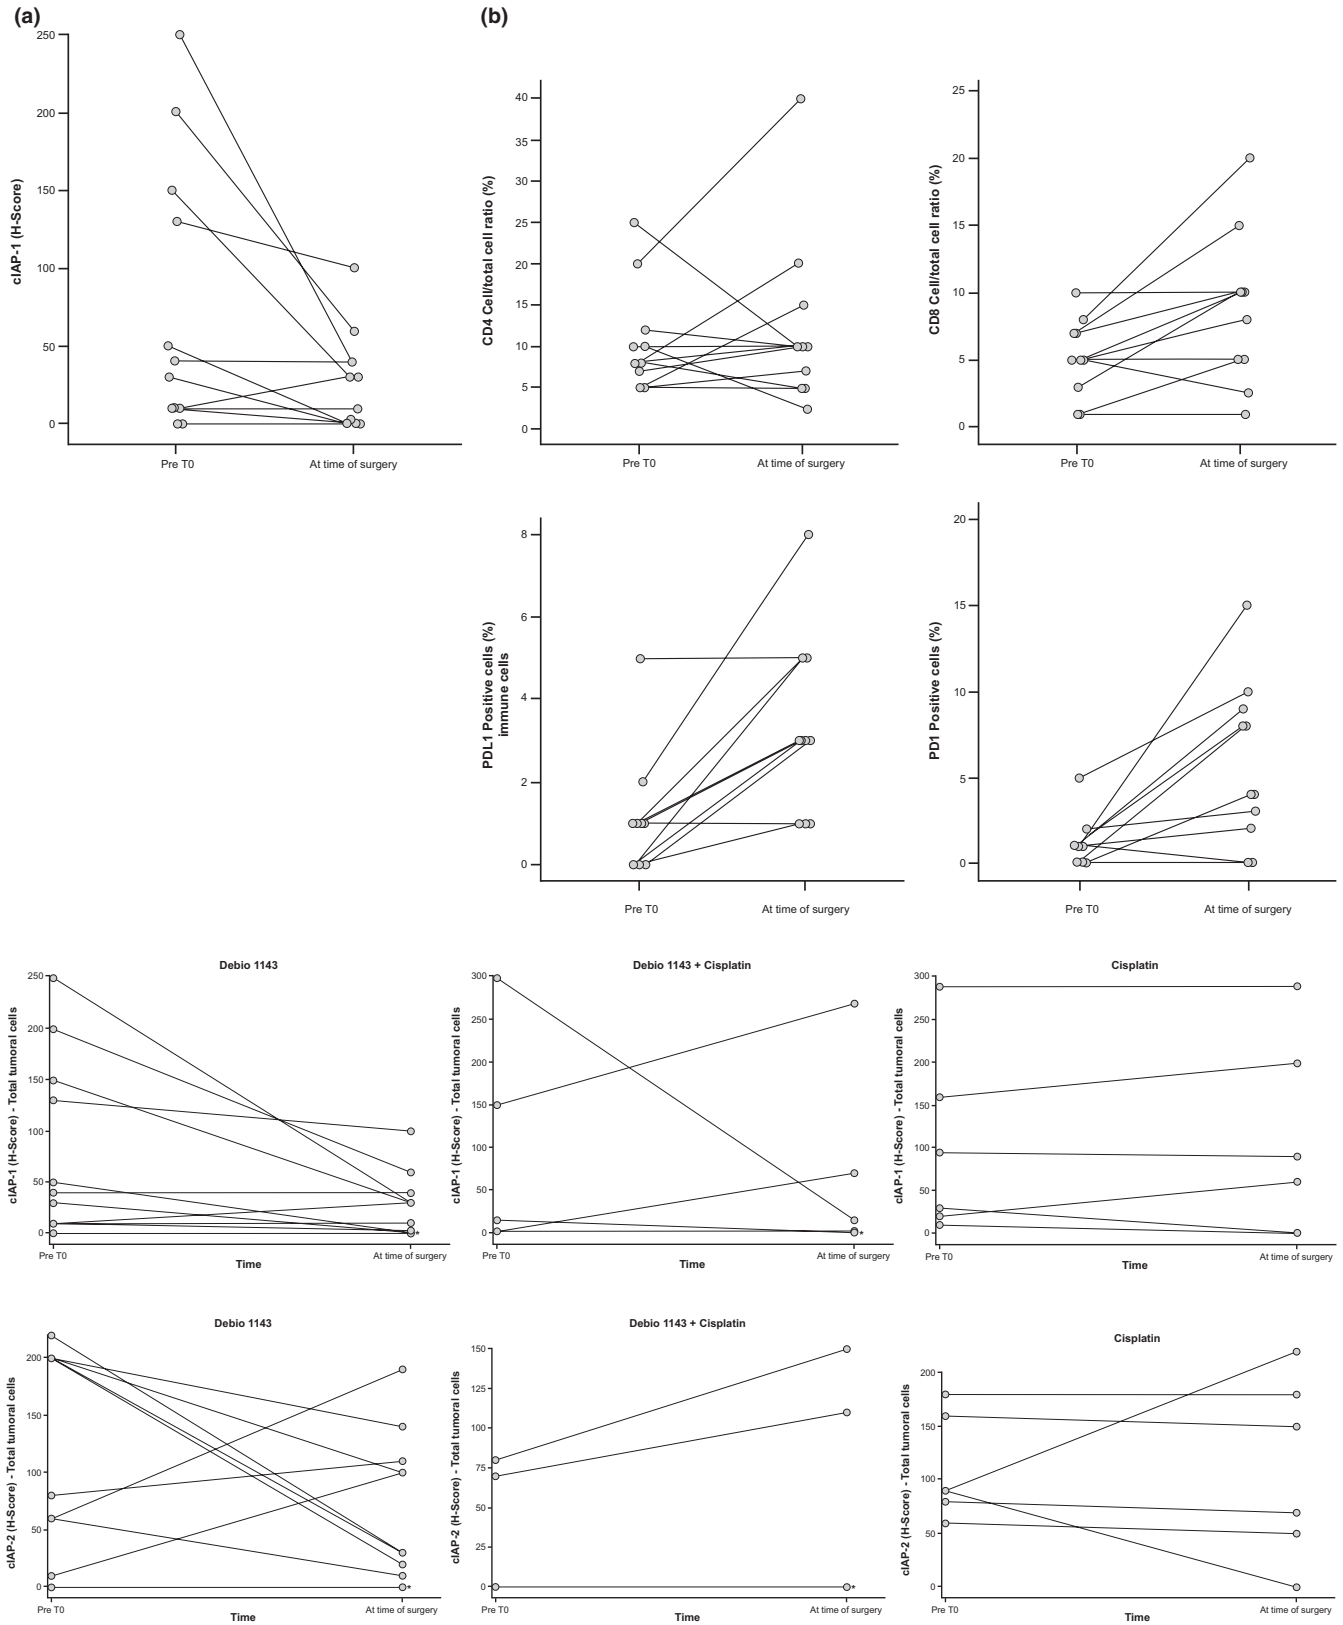 (a)
250
200
150
100
50
0
cIAP-1 (H-Score)
Pre T0
At time of surgery
(b)
40
35
30
25
20
15
10
5
0
CD4 Cell/total cell ratio (%)
Pre T0
At time of surgery
25
20
15
10
5
0
CD8 Cell/total cell ratio (%)
Pre T0
At time of surgery
8
6
4
2
0
PDL1 Positive cells (%)
immune cells
Pre T0
At time of surgery
20
15
10
5
0
PD1 Positive cells (%)
Pre T0
At time of surgery
Debio 1143
250
200
150
100
50
0
cIAP-1 (H-Score) - Total tumoral cells
*
Pre T0
At time of surgery
Time
Debio 1143 + Cisplatin
300
250
200
150
100
50
0
cIAP-1 (H-Score) - Total tumoral cells
*
Pre T0
At time of surgery
Time
Cisplatin
300
250
200
150
100
50
0
cIAP-1 (H-Score) - Total tumoral cells
Pre T0
At time of surgery
Time
Debio 1143
200
150
100
50
0
cIAP-2 (H-Score) - Total tumoral cells
*
Pre T0
At time of surgery
Time
Debio 1143 + Cisplatin
150
125
100
75
50
25
0
cIAP-2 (H-Score) - Total tumoral cells
*
Pre T0
At time of surgery
Time
Cisplatin
200
150
100
50
0
cIAP-2 (H-Score) - Total tumoral cells
Pre T0
At time of surgery
Time